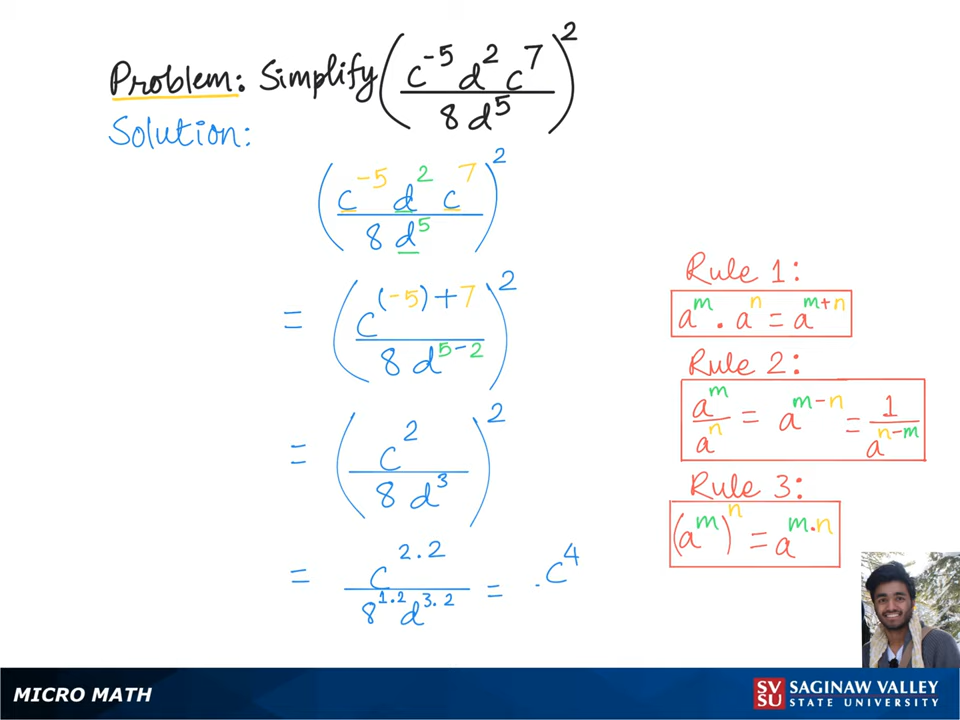 Problem: Simplify (c^-5 d^2 c^7 / 8 d^5)^2
Solution:
(c^-5 d^2 c^7 / 8 d^5)^2
= (c^(-5)+7 / 8 d^5-2)^2
= (c^2 / 8 d^3)^2
= c^2.2 / 8^1.2 d^3.2 = .c^4
Rule 1:
a^m . a^n = a^m+n
Rule 2:
a^m / a^n = a^m-n = 1 / a^n-m
Rule 3:
(a^m)^n = a^m.n
MICRO MATH
SV
SU
SAGINAW VALLEY
STATE UNIVERSITY